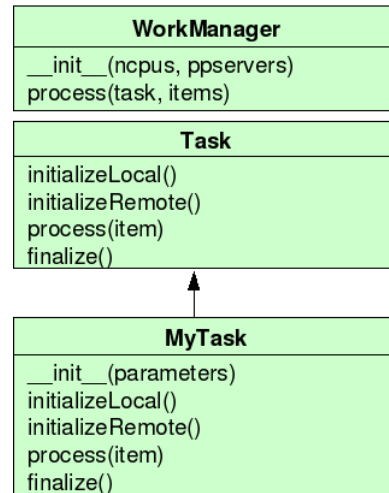 WorkManager
__init__(ncpus, ppservers)
process(task, items)
Task
initializeLocal()
initializeRemote()
process(item)
finalize()
MyTask
__init__(parameters)
initializeLocal()
initializeRemote()
process(item)
finalize()